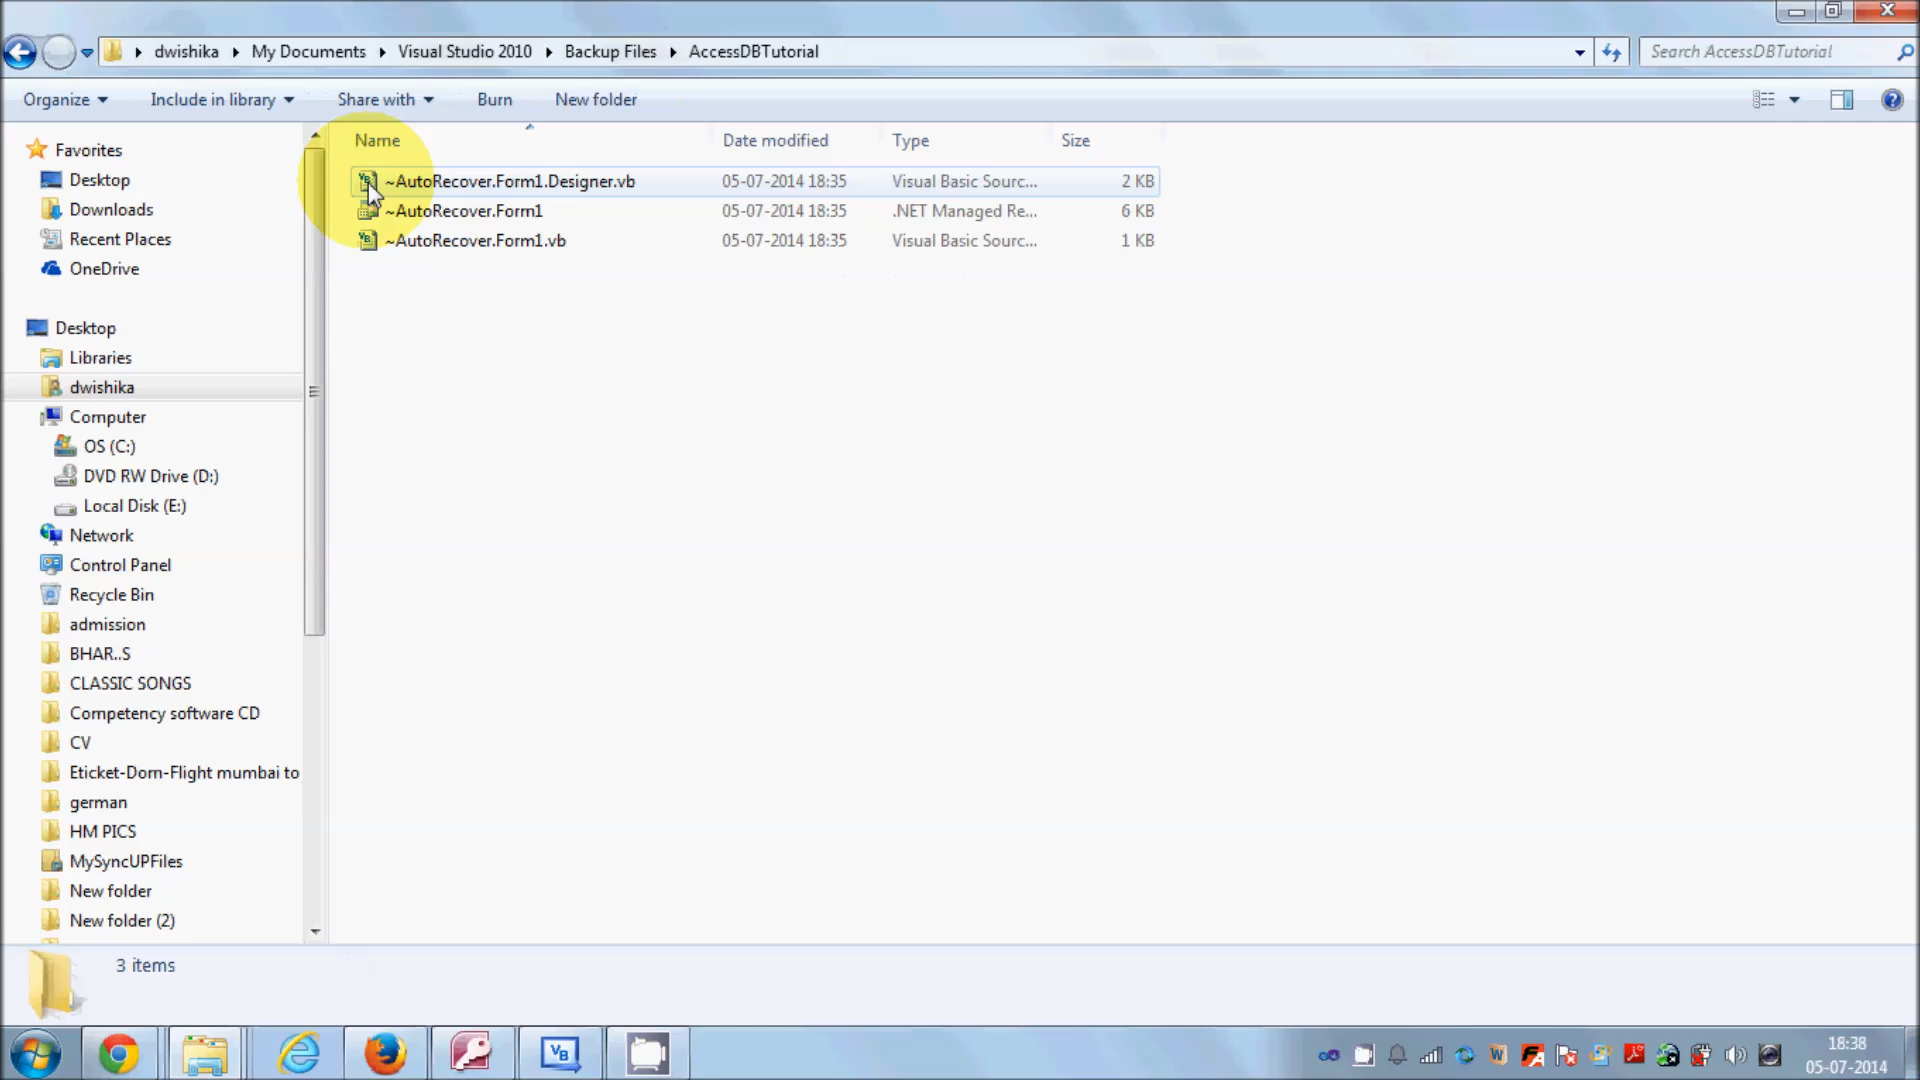 dwishika My Documents Visual Studio 2010 Backup Files AccessDBTutorial
Search AccessDBTutorial
Organize Include in library Share with Burn New folder
Name Date modified Type Size
~AutoRecover.Form1.Designer.vb 05-07-2014 18:35 Visual Basic Sourc... 2 KB
~AutoRecover.Form1 05-07-2014 18:35 .NET Managed Re... 6 KB
~AutoRecover.Form1.vb 05-07-2014 18:35 Visual Basic Sourc... 1 KB
Favorites
Desktop
Downloads
Recent Places
OneDrive
Desktop
Libraries
dwishika
Computer
OS (C:)
DVD RW Drive (D:)
Local Disk (E:)
Network
Control Panel
Recycle Bin
admission
BHAR..S
CLASSIC SONGS
Competency software CD
CV
Eticket-Dom-Flight mumbai to
german
HM PICS
MySyncUPFiles
New folder
New folder (2)
3 items
18:38
05-07-2014